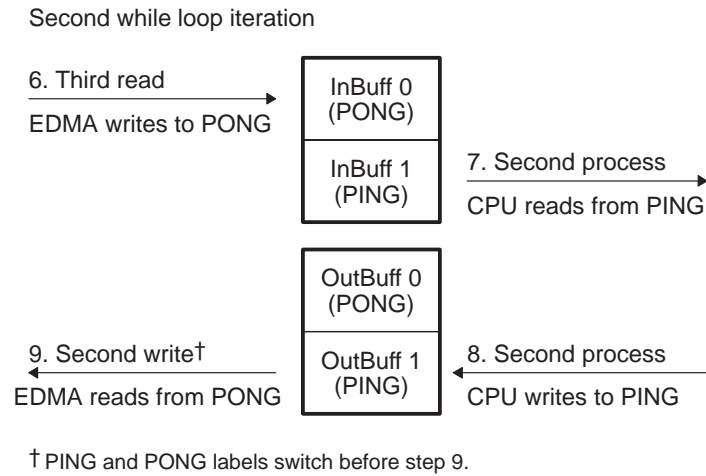 Second while loop iteration
6. Third read
EDMA writes to PONG
InBuff 0
(PONG)
InBuff 1
(PING)
7. Second process
CPU reads from PING
OutBuff 0
(PONG)
9. Second write†
EDMA reads from PONG
OutBuff 1
(PING)
8. Second process
CPU writes to PING
† PING and PONG labels switch before step 9.